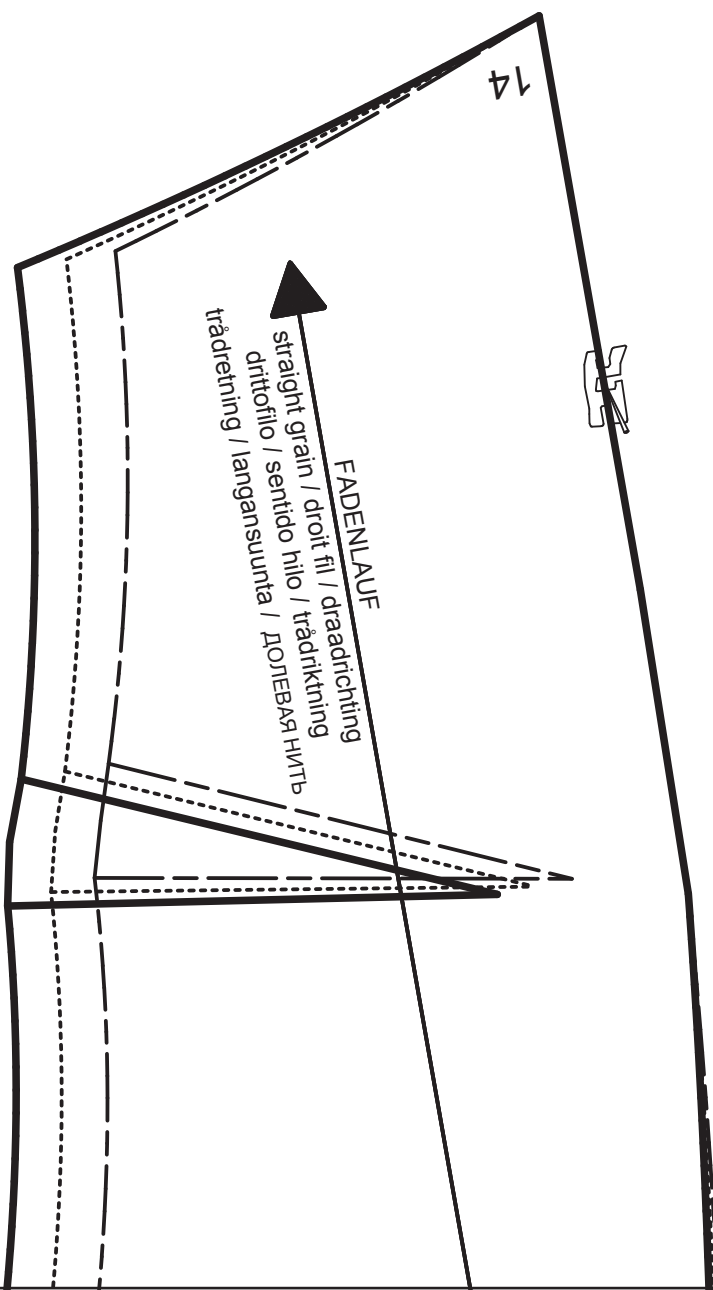 14
FADENLAUF
straight grain / droit fil / draadrichting
drittofilo / sentido hilo / trådriktning
trådretning / langansuunta / ДОЛЕВАЯ НИТЬ